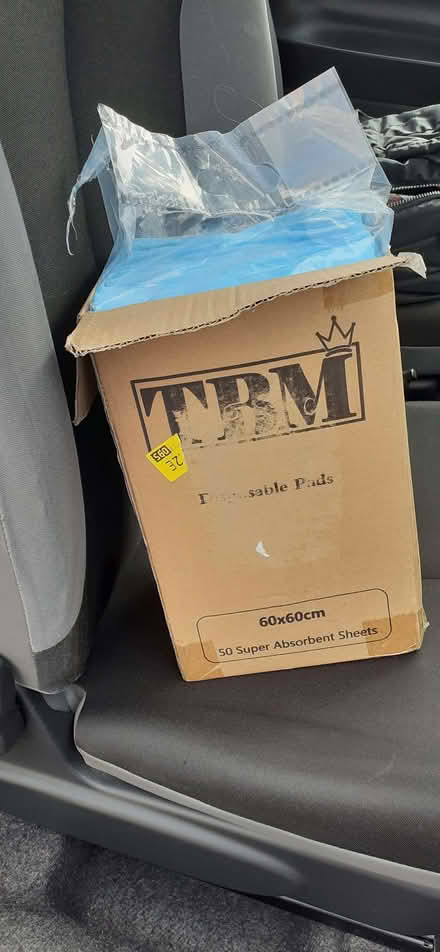 TBM
Disposable Pads
60x60cm
50 Super Absorbent Sheets